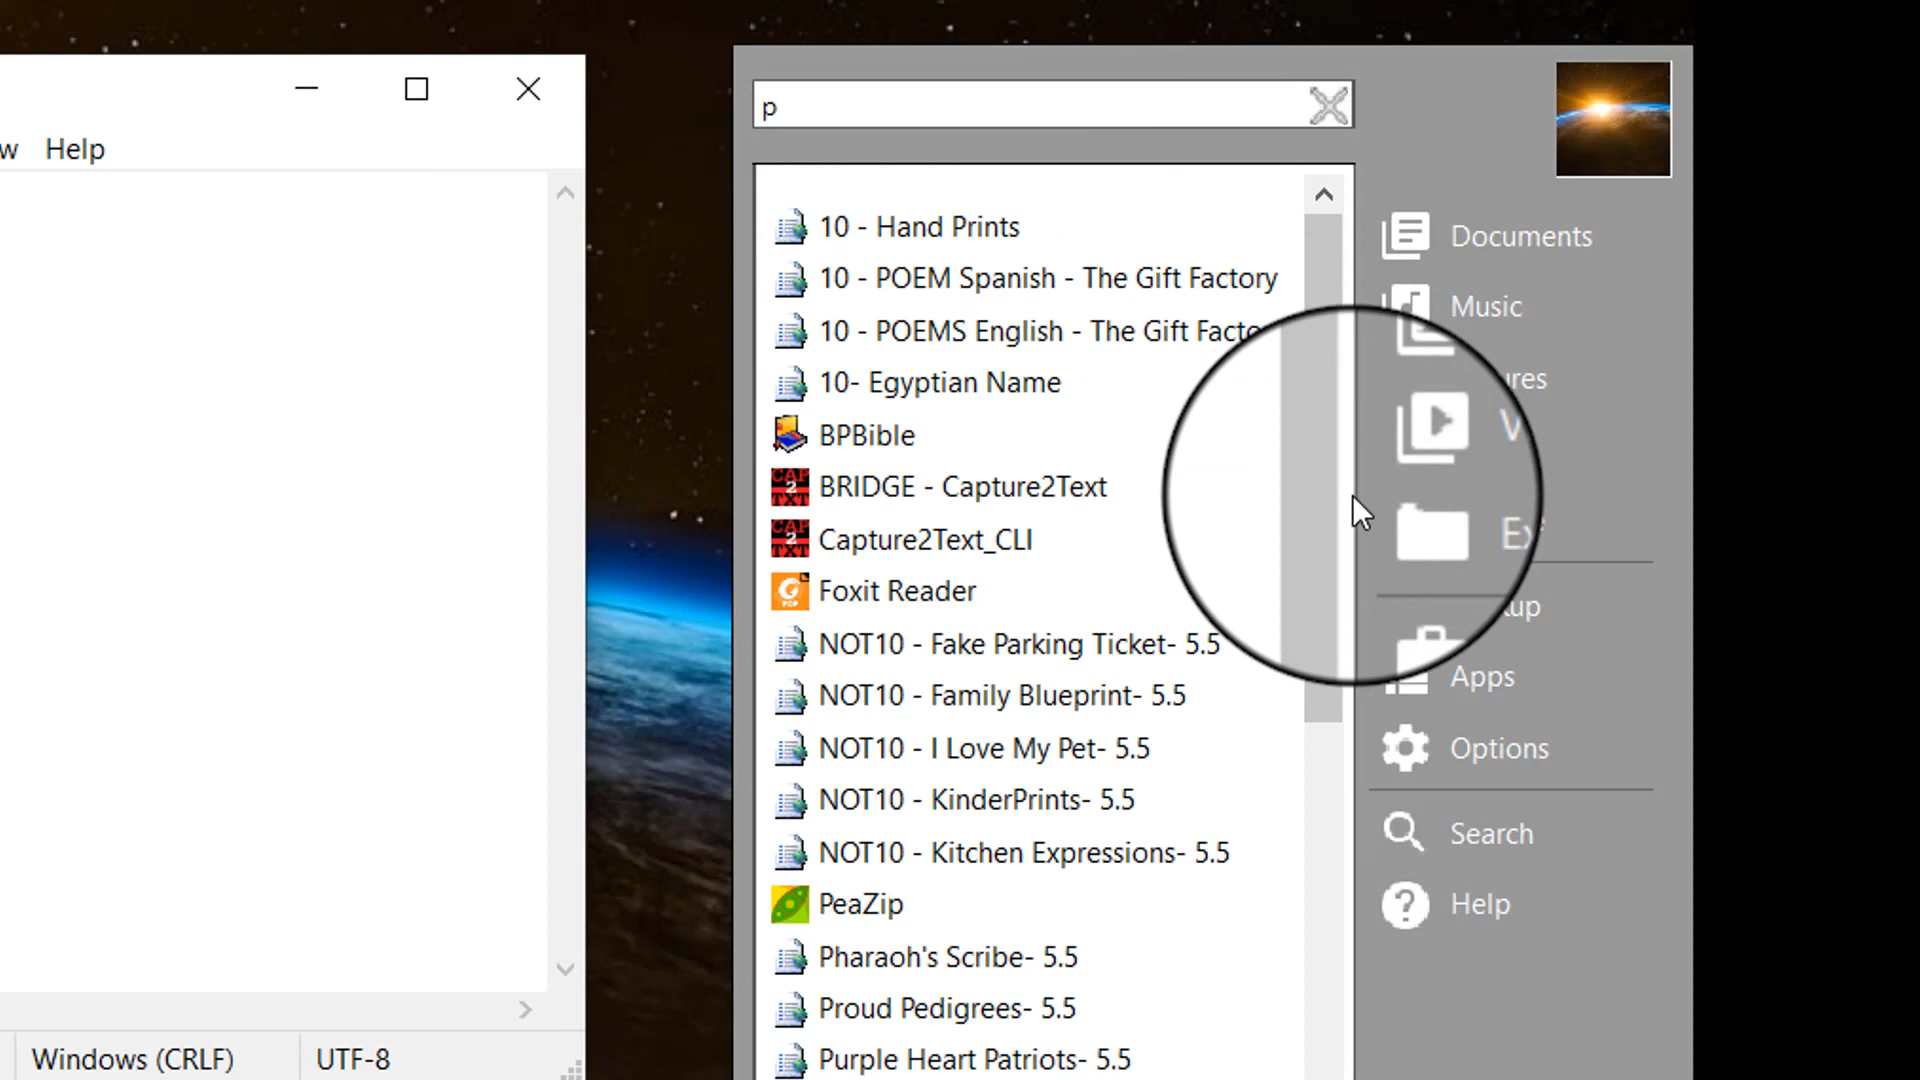 w Help
Windows (CRLF) UTF-8
p
10 - Hand Prints
10 - POEM Spanish - The Gift Factory
10 - POEMS English - The Gift Facto
10- Egyptian Name
BPBible
BRIDGE - Capture2Text
Capture2Text_CLI
Foxit Reader
NOT10 - Fake Parking Ticket- 5.5
NOT10 - Family Blueprint- 5.5
NOT10 - I Love My Pet- 5.5
NOT10 - KinderPrints- 5.5
NOT10 - Kitchen Expressions- 5.5
PeaZip
Pharaoh's Scribe- 5.5
Proud Pedigrees- 5.5
Purple Heart Patriots- 5.5
Documents
Music
ures
V
Ex
kup
Apps
Options
Search
Help